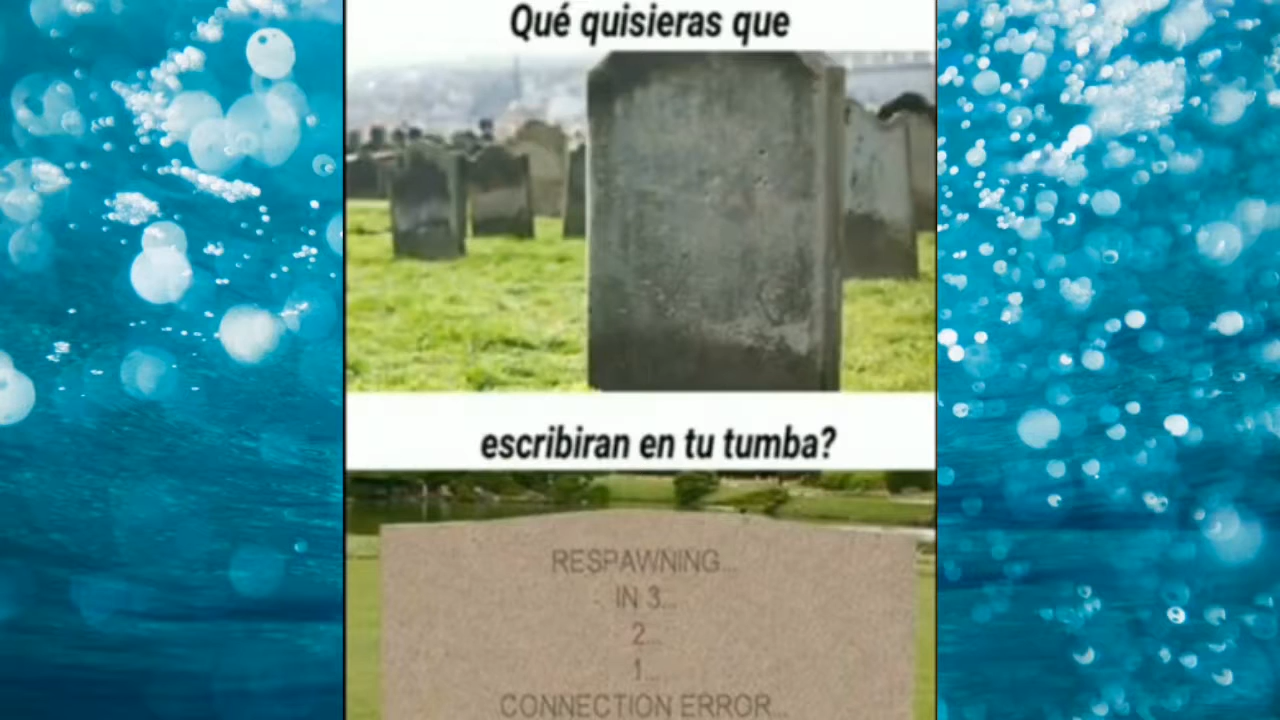 Qué quisieras que
escribiran en tu tumba?
RESPAWNING...
IN 3...
2...
1...
CONNECTION ERROR...